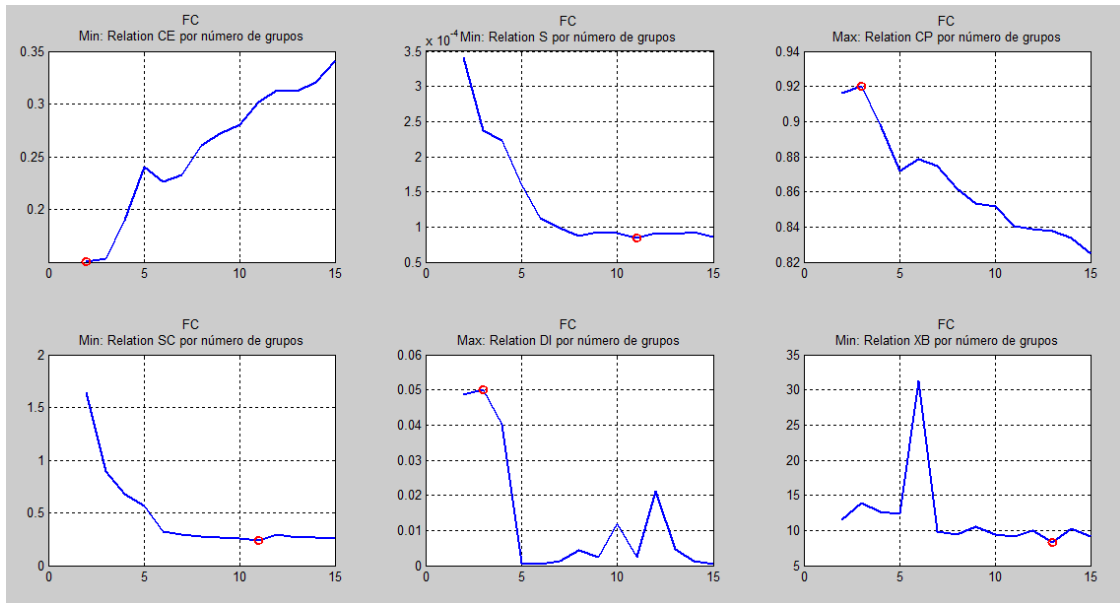 FC
Min: Relation CE por número de grupos
0.35
0.3
0.25
0.2
0 5 10 15
FC
x 10-4 Min: Relation S por número de grupos
3.5
3
2.5
2
1.5
1
0.5
0 5 10 15
FC
Max: Relation CP por número de grupos
0.94
0.92
0.9
0.88
0.86
0.84
0.82
0 5 10 15
FC
Min: Relation SC por número de grupos
2
1.5
1
0.5
0
0 5 10 15
FC
Max: Relation DI por número de grupos
0.06
0.05
0.04
0.03
0.02
0.01
0
0 5 10 15
FC
Min: Relation XB por número de grupos
35
30
25
20
15
10
5
0 5 10 15